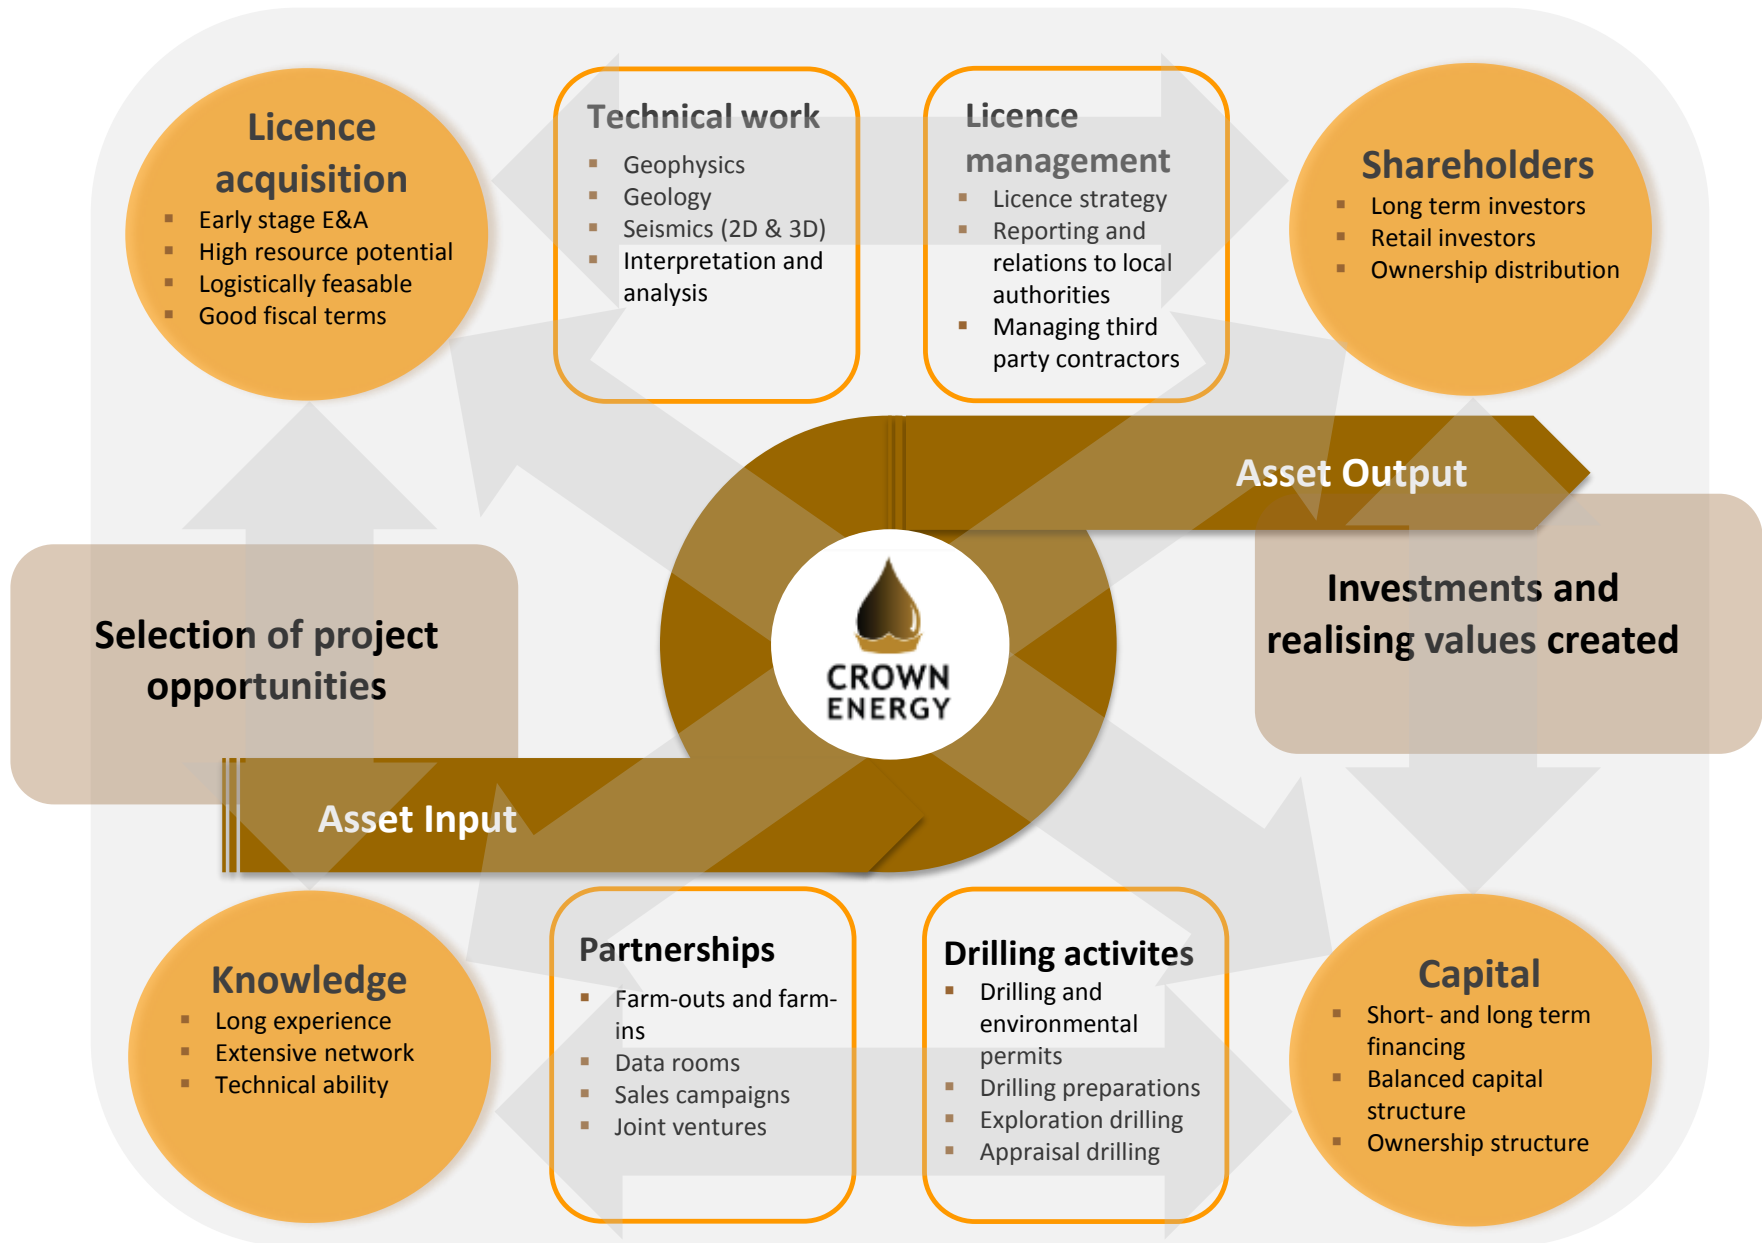 Licence
acquisition
▪ Early stage E&A
▪ High resource potential
▪ Logistically feasable
▪ Good fiscal terms
Technical work
▪ Geophysics
▪ Geology
▪ Seismics (2D & 3D)
▪ Interpretation and
analysis
Licence
management
▪ Licence strategy
▪ Reporting and
relations to local
authorities
▪ Managing third
party contractors
Shareholders
▪ Long term investors
▪ Retail investors
▪ Ownership distribution
Asset Output
Selection of project
opportunities
CROWN
ENERGY
Investments and
realising values created
Asset Input
Knowledge
▪ Long experience
▪ Extensive network
▪ Technical ability
Partnerships
▪ Farm-outs and farm-
ins
▪ Data rooms
▪ Sales campaigns
▪ Joint ventures
Drilling activites
▪ Drilling and
environmental
permits
▪ Drilling preparations
▪ Exploration drilling
▪ Appraisal drilling
Capital
▪ Short- and long term
financing
▪ Balanced capital
structure
▪ Ownership structure